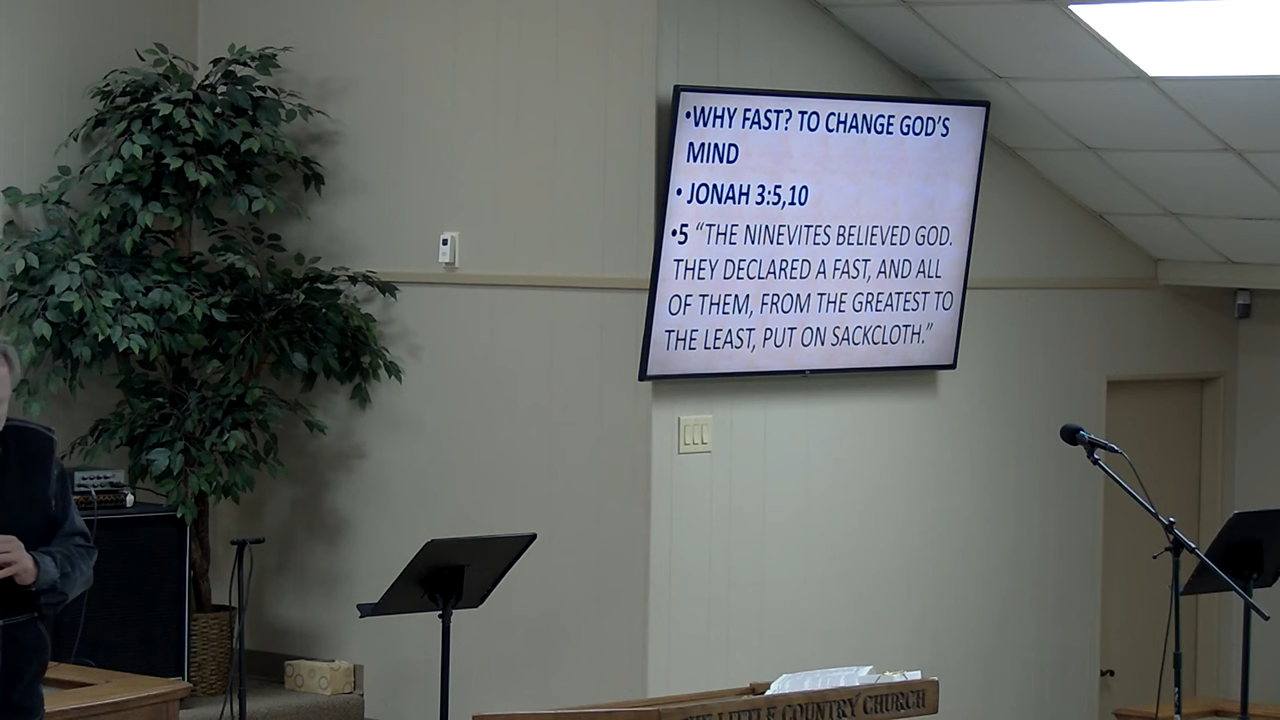 •WHY FAST? TO CHANGE GOD'S
MIND
• JONAH 3:5,10
•5 “THE NINEVITES BELIEVED GOD.
THEY DECLARED A FAST, AND ALL
OF THEM, FROM THE GREATEST TO
THE LEAST, PUT ON SACKCLOTH.”
THE LITTLE COUNTRY CHURCH